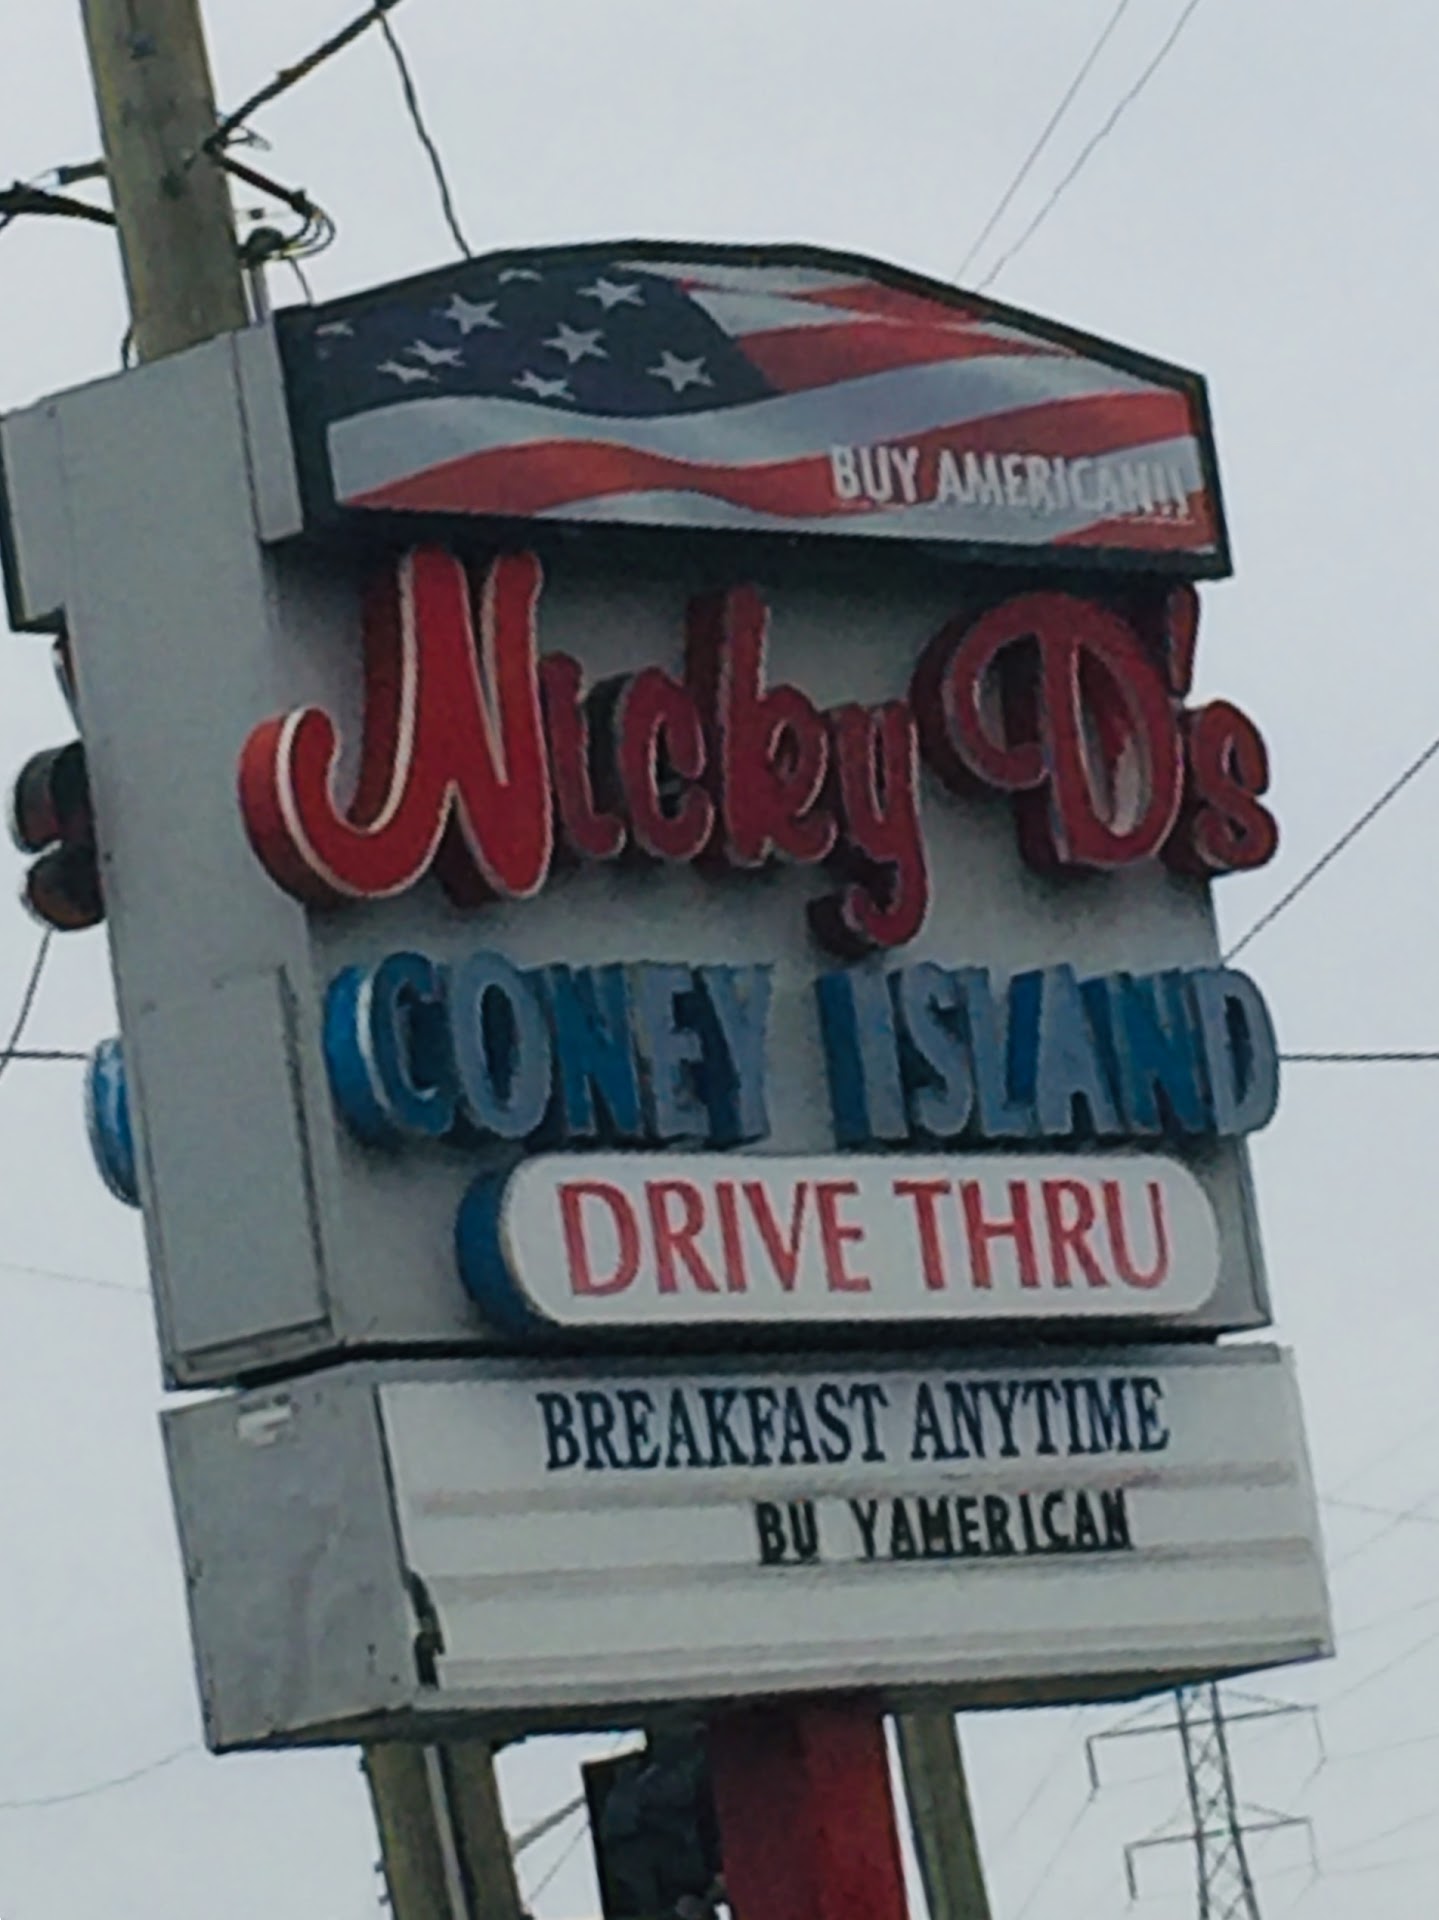 BUY AMERICAN!!
Nicky D's
CONEY ISLAND
DRIVE THRU
BREAKFAST ANYTIME
BU YAMERICAN